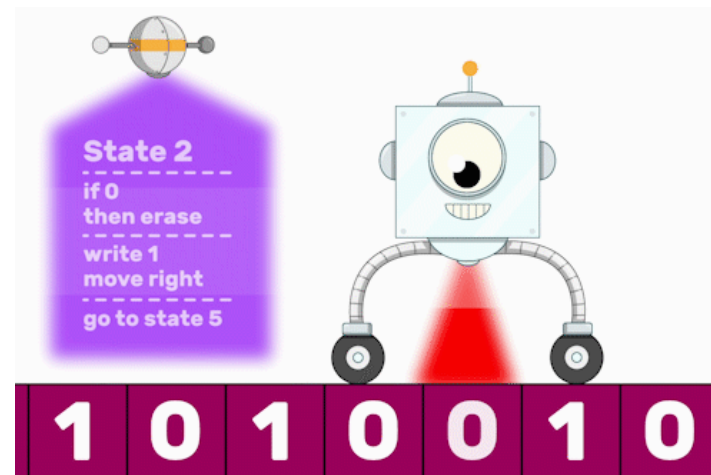 State 2
if 0
then erase
write 1
move right
go to state 5
1 0 1 0 0 1 0